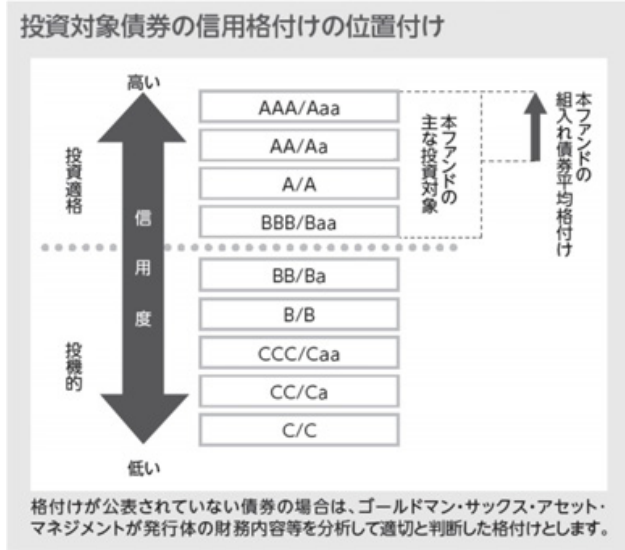 投資対象債券の信用格付けの位置付け
高い
投資適格
信用度
投機的
低い
AAA/Aaa
AA/Aa
A/A
BBB/Baa
BB/Ba
B/B
CCC/Caa
CC/Ca
C/C
本ファンドの
主な投資対象
本ファンドの
組入れ債券平均格付け
格付けが公表されていない債券の場合は、ゴールドマン・サックス・アセット・
マネジメントが発行体の財務内容等を分析して適切と判断した格付けとします。